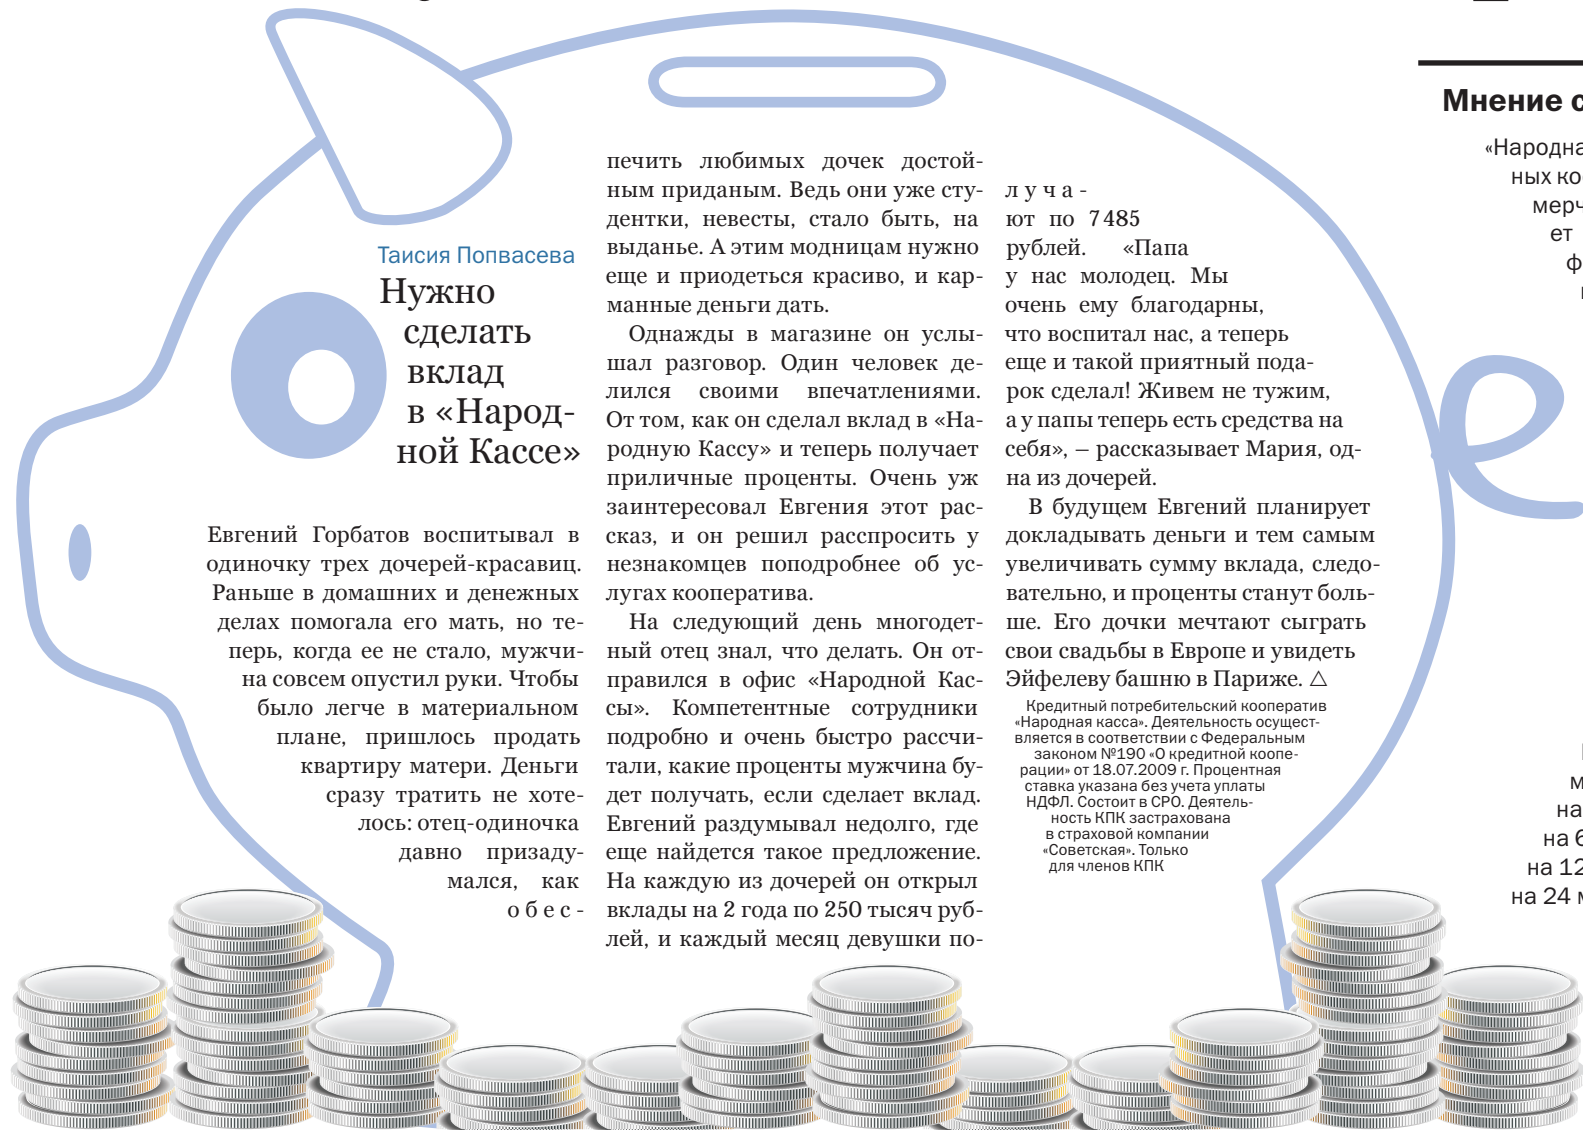 Таисия Попвасева
Нужно
сделать
вклад
в «Народ-
ной Кассе»
Евгений Горбатов воспитывал в
одиночку трех дочерей-красавиц.
Раньше в домашних и денежных
делах помогала его мать, но те-
перь, когда ее не стало, мужчи-
на совсем опустил руки. Чтобы
было легче в материальном
плане, пришлось продать
квартиру матери. Деньги
сразу тратить не хоте-
лось: отец-одиночка
давно призаду-
мался, как
обес-
печить любимых дочек достой-
ным приданым. Ведь они уже сту-
дентки, невесты, стало быть, на
выданье. А этим модницам нужно
еще и приодеться красиво, и кар-
манные деньги дать.
Однажды в магазине он услы-
шал разговор. Один человек де-
лился своими впечатлениями.
От том, как он сделал вклад в «На-
родную Кассу» и теперь получает
приличные проценты. Очень уж
заинтересовал Евгения этот рас-
сказ, и он решил расспросить у
незнакомцев поподробнее об ус-
лугах кооператива.
На следующий день многодет-
ный отец знал, что делать. Он от-
правился в офис «Народной Кас-
сы». Компетентные сотрудники
подробно и очень быстро рассчи-
тали, какие проценты мужчина бу-
дет получать, если сделает вклад.
Евгений раздумывал недолго, где
еще найдется такое предложение.
На каждую из дочерей он открыл
вклады на 2 года по 250 тысяч руб-
лей, и каждый месяц девушки по-
луча-
ют по 7485
рублей. «Папа
у нас молодец. Мы
очень ему благодарны,
что воспитал нас, а теперь
еще и такой приятный пода-
рок сделал! Живем не тужим,
а у папы теперь есть средства на
себя», – рассказывает Мария, од-
на из дочерей.
В будущем Евгений планирует
докладывать деньги и тем самым
увеличивать сумму вклада, следо-
вательно, и проценты станут боль-
ше. Его дочки мечтают сыграть
свои свадьбы в Европе и увидеть
Эйфелеву башню в Париже. △
Кредитный потребительский кооператив
«Народная касса». Деятельность осущест-
вляется в соответствии с Федеральным
законом №190 «О кредитной коопе-
рации» от 18.07.2009 г. Процентная
ставка указана без учета уплаты
НДФЛ. Состоит в СРО. Деятель-
ность КПК застрахована
в страховой компании
«Советская». Только
для членов КПК
Мнение
«Народна
ных ко
мерч
ет
на
на 6
на 12
на 24 м